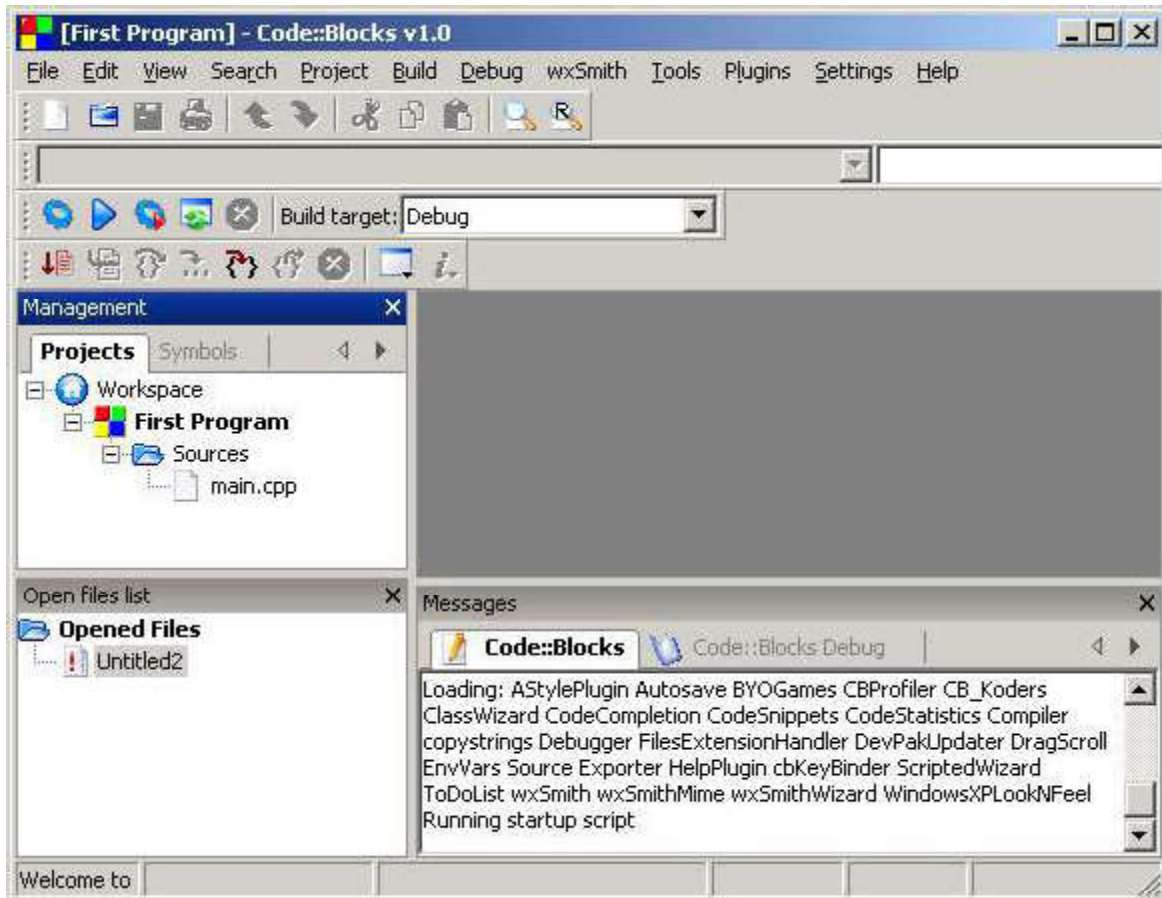 [First Program] - Code::Blocks v1.0
File Edit View Search Project Build Debug wxSmith Tools Plugins Settings Help
R
Build target: Debug
Management
Projects Symbols
Workspace
First Program
Sources
main.cpp
Open files list
Opened Files
Untitled2
Messages
Code::Blocks Code::Blocks Debug
Loading: AStylePlugin Autosave BYOGames CBProfiler CB_Koders
ClassWizard CodeCompletion CodeSnippets CodeStatistics Compiler
copystrings Debugger FilesExtensionHandler DevPakUpdater DragScroll
EnvVars Source Exporter HelpPlugin cbKeyBinder ScriptedWizard
ToDoList wxSmith wxSmithMime wxSmithWizard WindowsXPLookNFeel
Running startup script
Welcome to